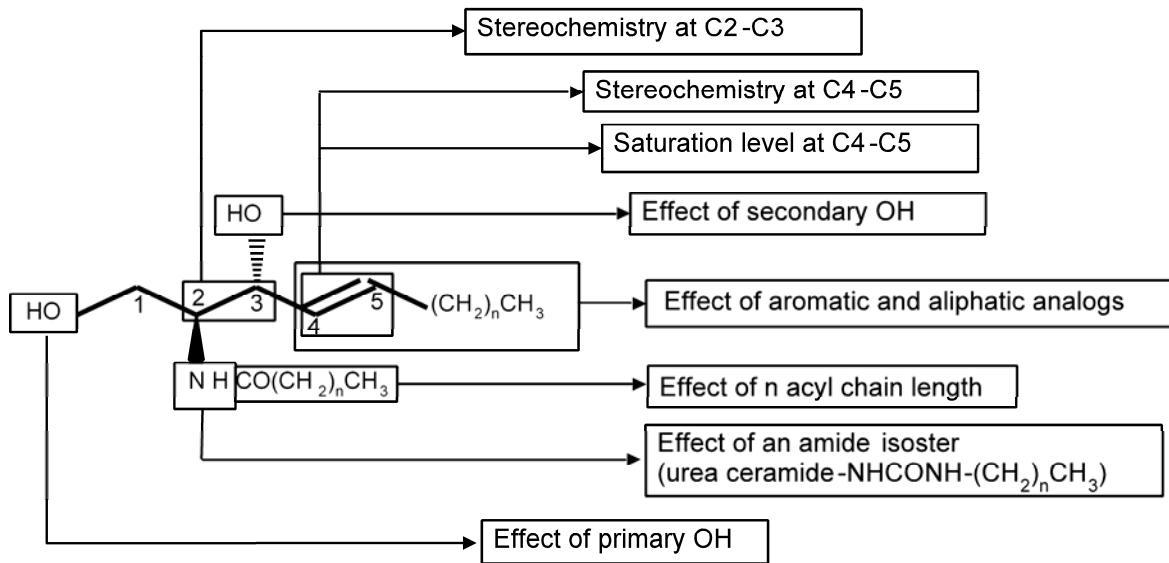 Stereochemistry at C2-C3
Stereochemistry at C4-C5
Saturation level at C4-C5
HO
Effect of secondary OH
1
2
3
4
5
(CH₂)ₙCH₃
HO
Effect of aromatic and aliphatic analogs
N H
CO(CH₂)ₙCH₃
Effect of n acyl chain length
Effect of an amide isoster
(urea ceramide-NHCONH-(CH₂)ₙCH₃)
Effect of primary OH